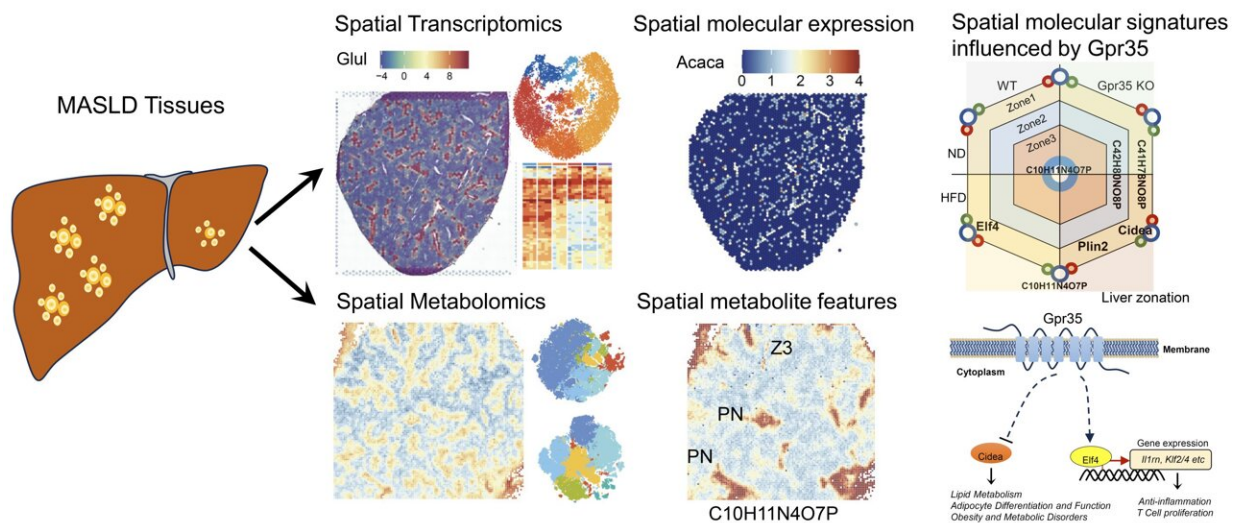 MASLD Tissues
Spatial Transcriptomics
Glul
−4 0 4 8
Spatial molecular expression
Acaca
0 1 2 3 4
Spatial molecular signatures
influenced by Gpr35
WT
Gpr35 KO
Zone1
Zone2
Zone3
ND
HFD
C10H11N4O7P
C42H80NO8P
C41H78NO8P
Elf4
Cidea
Plin2
C10H11N4O7P
Liver zonation
Spatial Metabolomics
Spatial metabolite features
Z3
PN
PN
C10H11N4O7P
Gpr35
Membrane
Cytoplasm
Cidea
Elf4
Gene expression
Il1rn, Klf2/4 etc
Lipid Metabolism
Adipocyte Differentiation and Function
Obesity and Metabolic Disorders
Anti-inflammation
T Cell proliferation